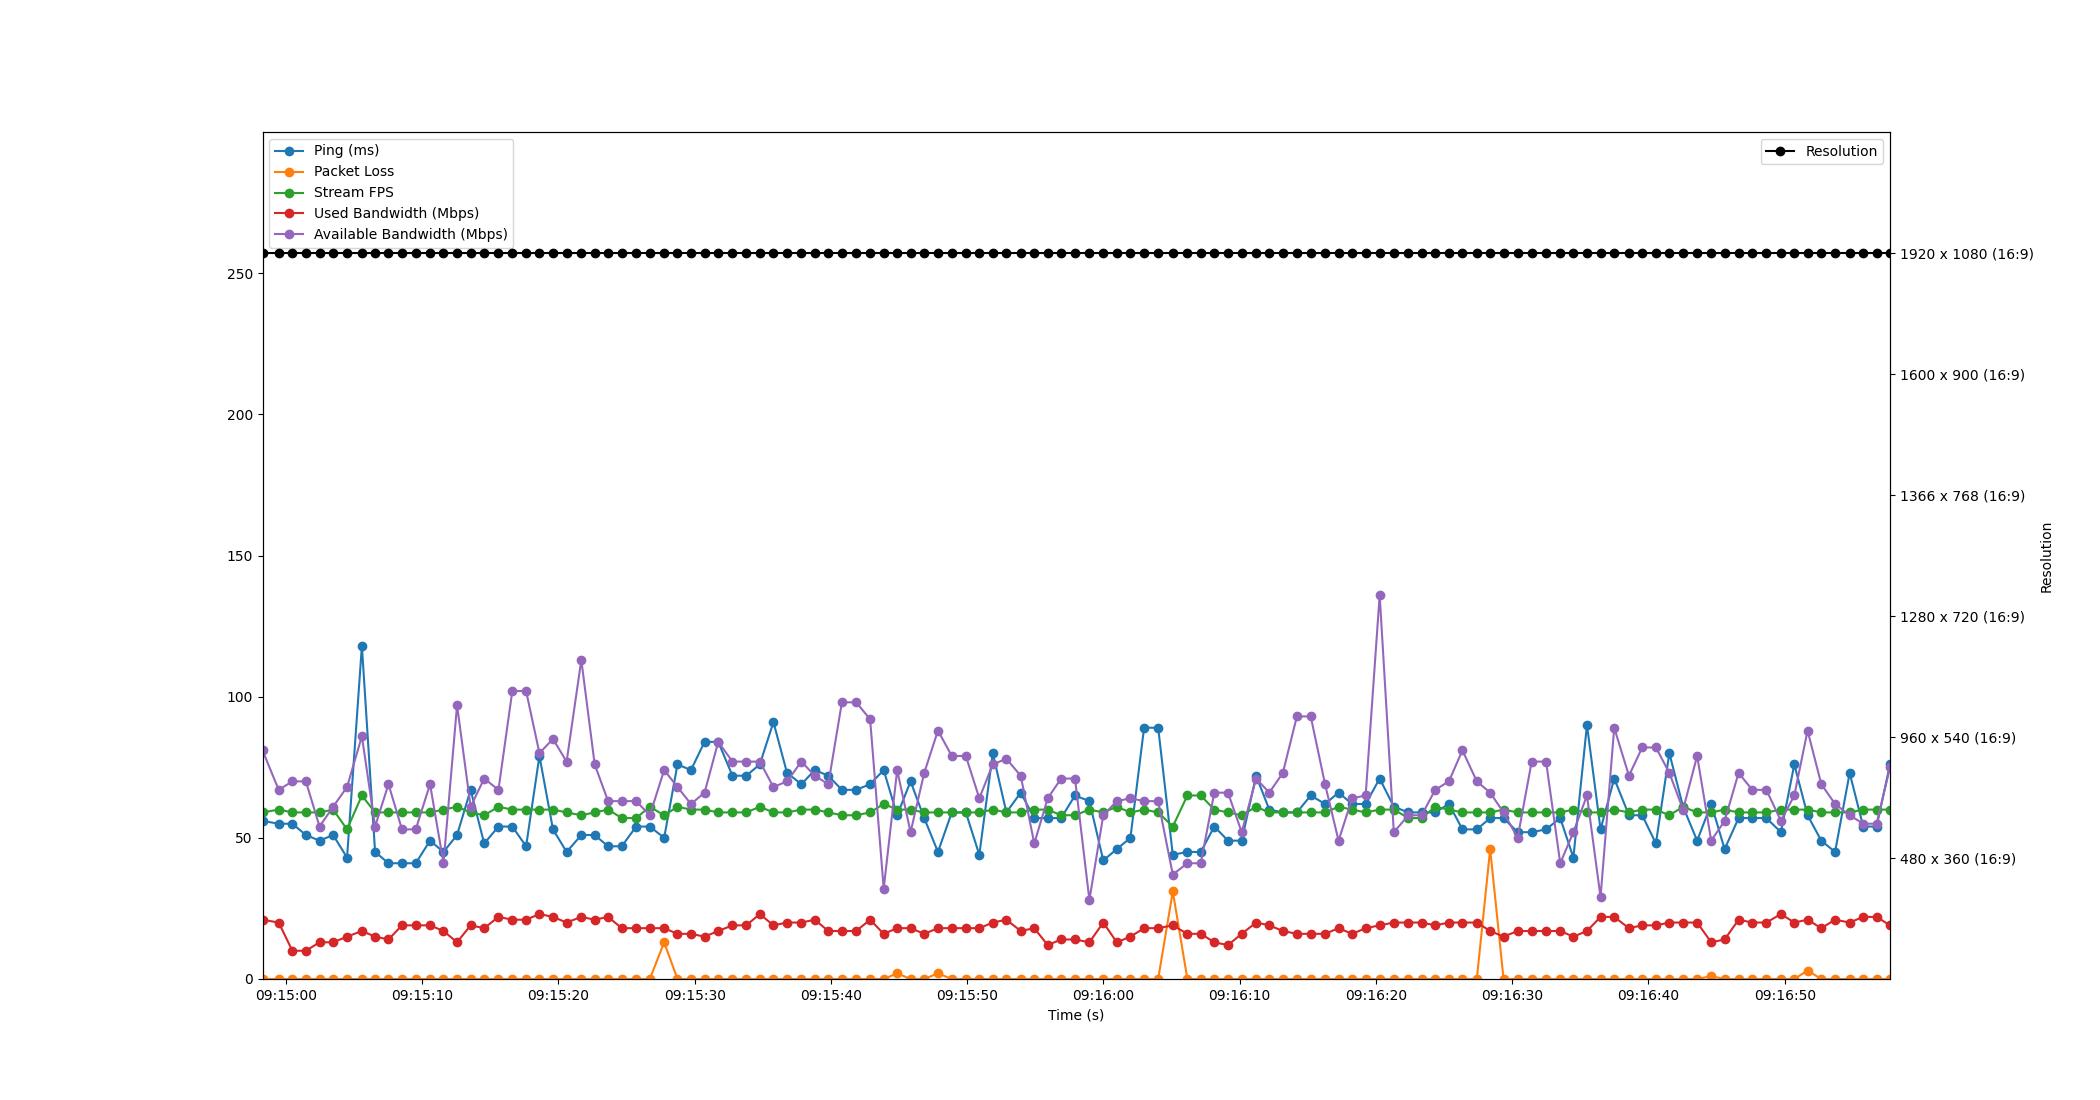 Ping (ms)
Packet Loss
Stream FPS
Used Bandwidth (Mbps)
Available Bandwidth (Mbps)
Resolution
250
200
150
100
50
0
1920 x 1080 (16:9)
1600 x 900 (16:9)
1366 x 768 (16:9)
1280 x 720 (16:9)
960 x 540 (16:9)
480 x 360 (16:9)
Resolution
09:15:00 09:15:10 09:15:20 09:15:30 09:15:40 09:15:50 09:16:00 09:16:10 09:16:20 09:16:30 09:16:40 09:16:50
Time (s)